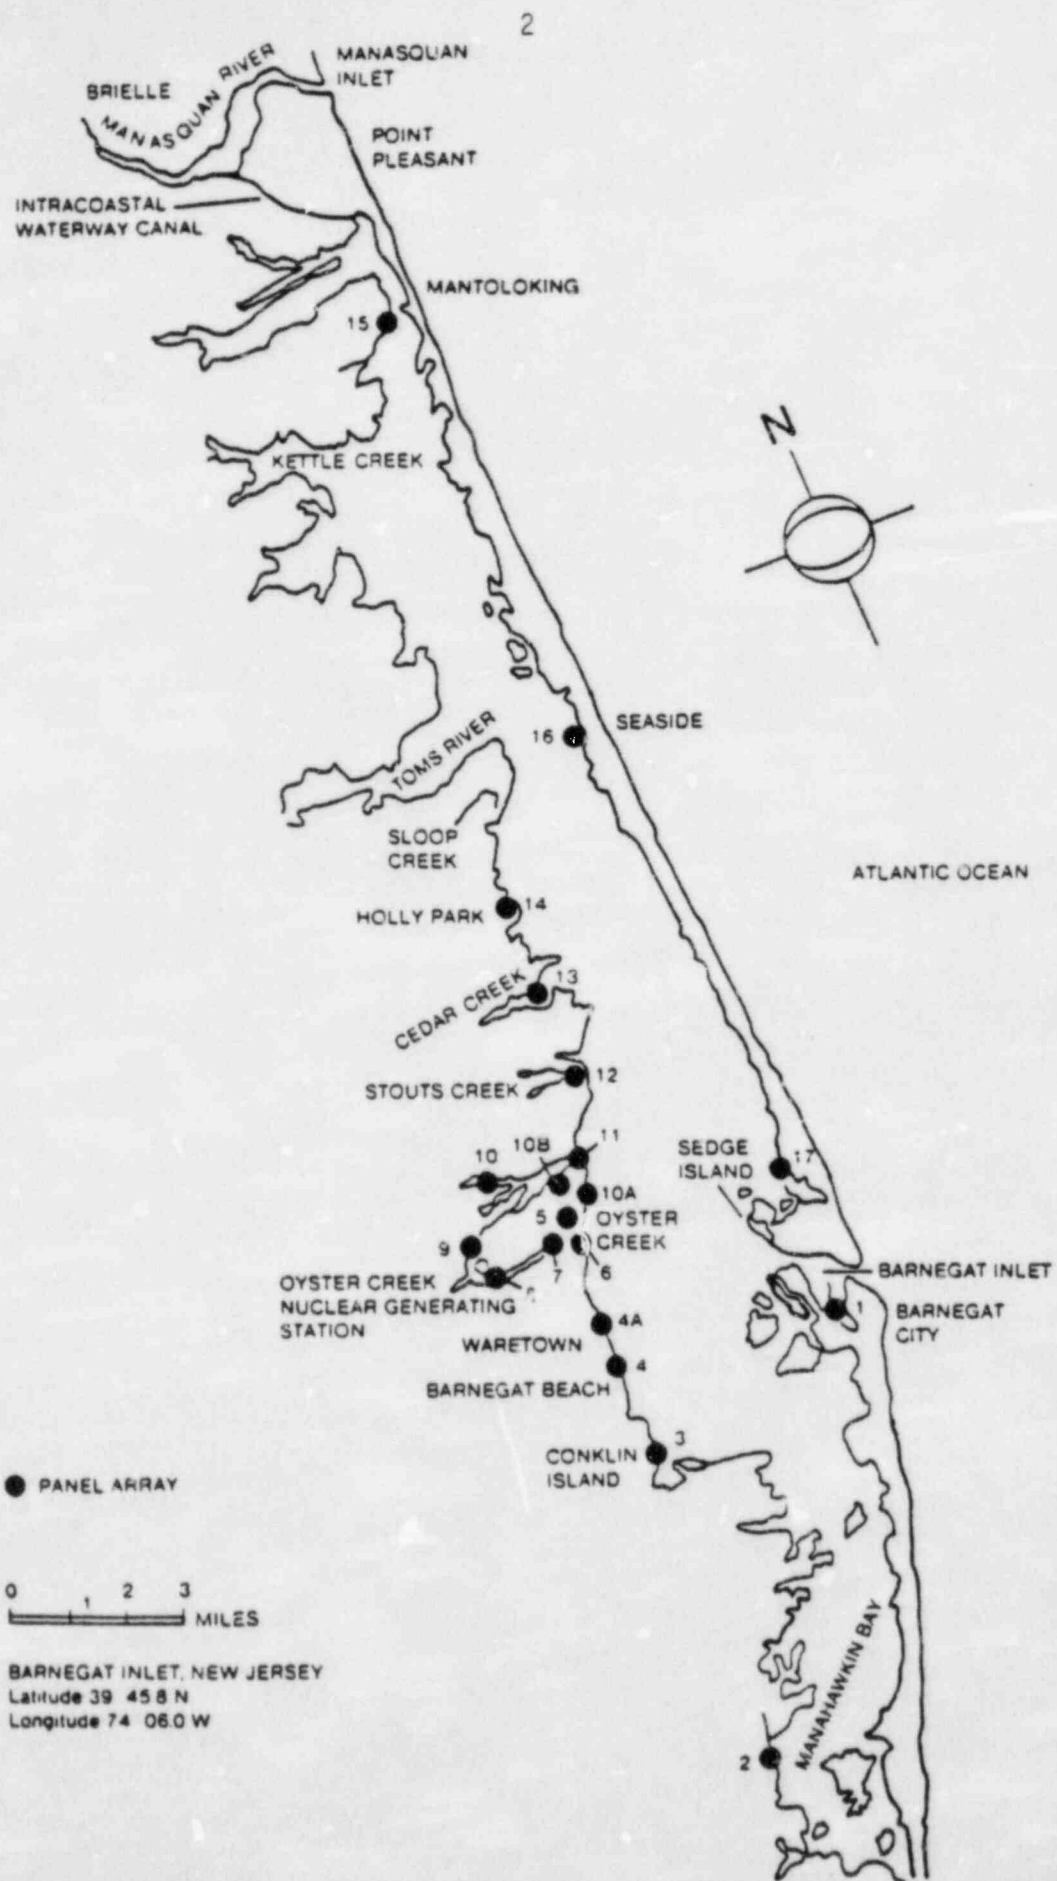 2
MANASQUAN
INLET
BRIELLE
MANASQUAN RIVER
POINT
PLEASANT
INTRACOASTAL
WATERWAY CANAL
MANTOLOKING
15
N
KETTLE CREEK
SEASIDE
16
TOMS RIVER
SLOOP
CREEK
ATLANTIC OCEAN
HOLLY PARK
14
CEDAR CREEK
13
STOUTS CREEK
12
11
10B
10
SEDGE
ISLAND
17
10A
5
OYSTER
CREEK
9
7
6
OYSTER CREEK
NUCLEAR GENERATING
STATION
BARNEGAT INLET
1
BARNEGAT
CITY
4A
WARETOWN
4
BARNEGAT BEACH
3
CONKLIN
ISLAND
PANEL ARRAY
0 1 2 3
MILES
MANAHAWKIN BAY
2
BARNEGAT INLET, NEW JERSEY
Latitude 39 45.8 N
Longitude 74 06.0 W